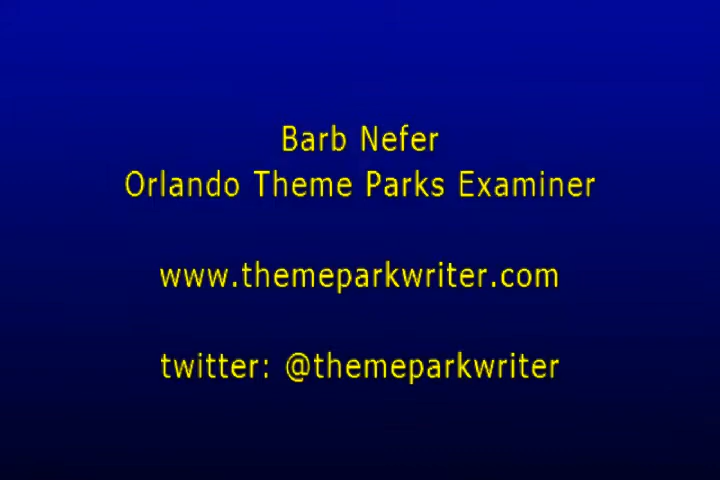 Barb Nefer
Orlando Theme Parks Examiner
www.themeparkwriter.com
twitter: @themeparkwriter